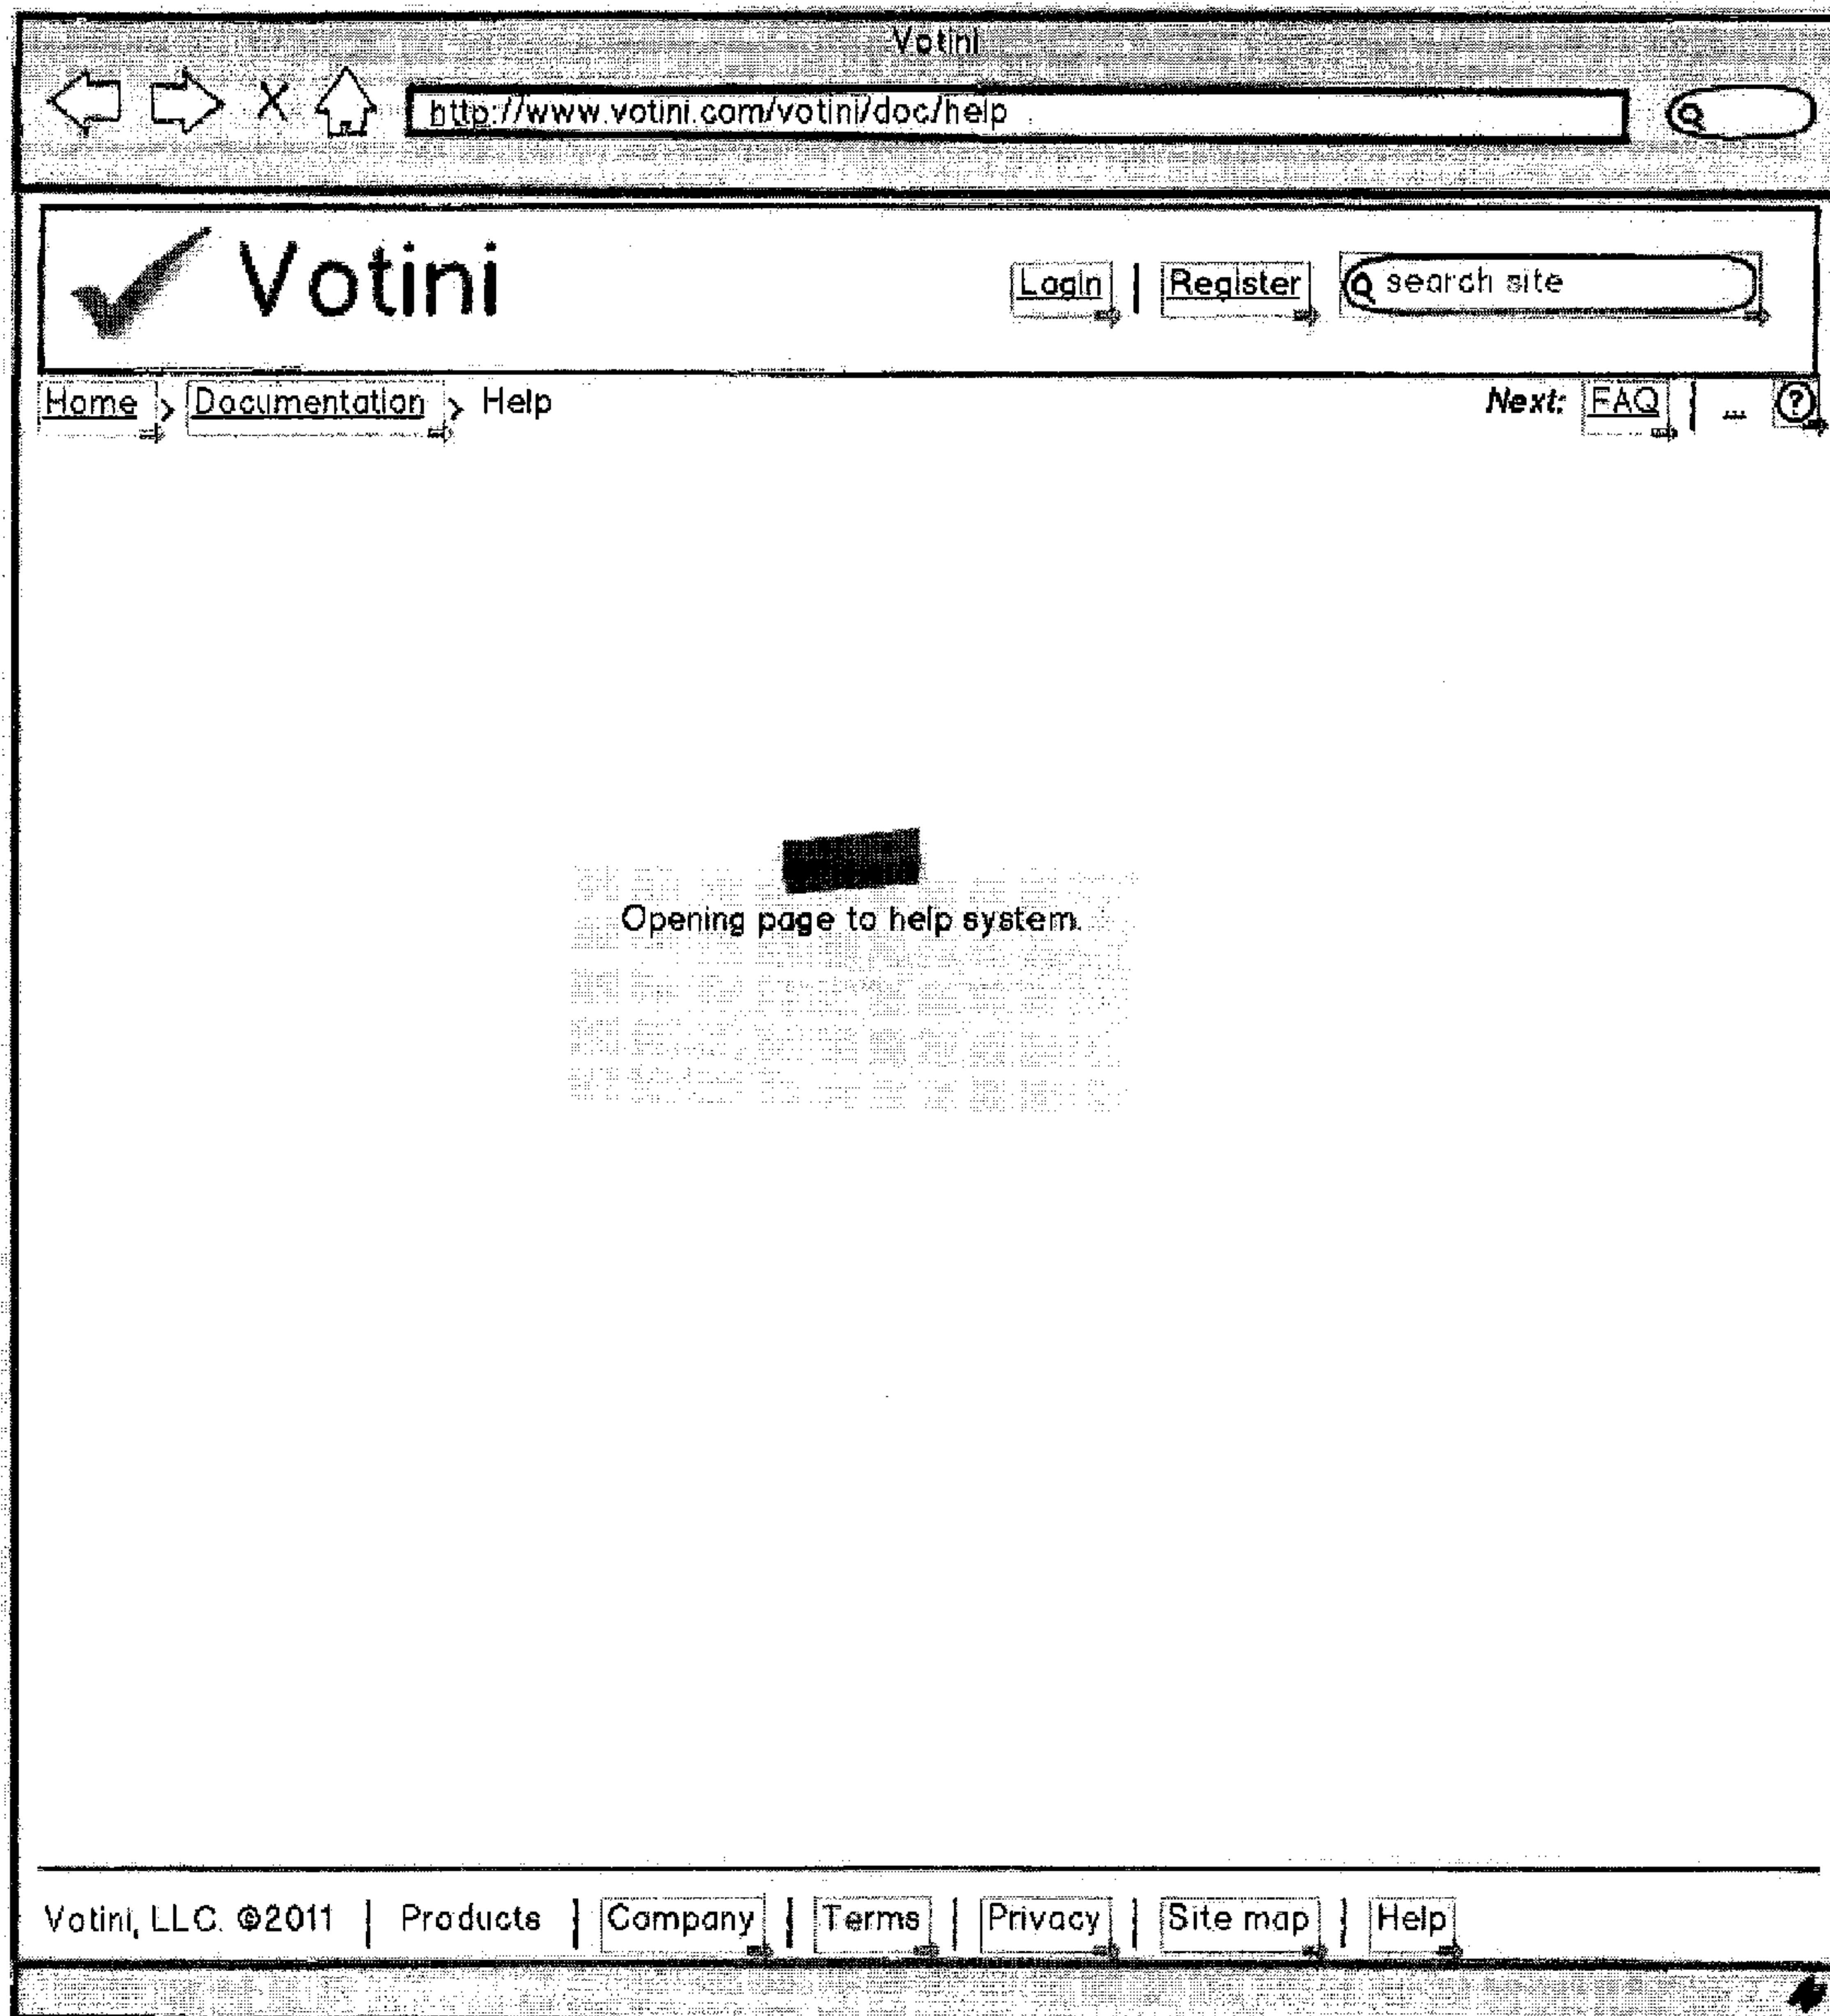 Votini
http://www.votini.com/votini/doc/help
Votini
Login | Register search site
Home > Documentation > Help Next: FAQ | ... ?
Opening page to help system.
Votini, LLC. ©2011 | Products | Company | Terms | Privacy | Site map | Help